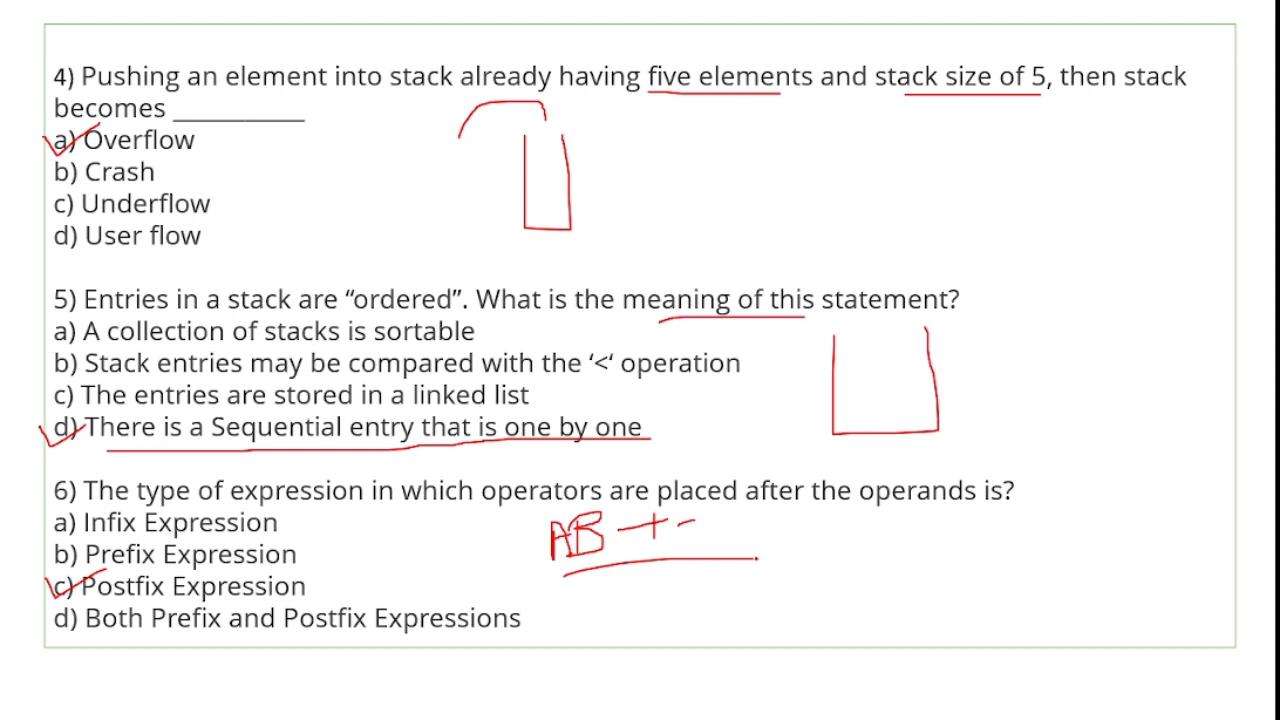 4) Pushing an element into stack already having five elements and stack size of 5, then stack
becomes ___________
a) Overflow
b) Crash
c) Underflow
d) User flow
5) Entries in a stack are “ordered”. What is the meaning of this statement?
a) A collection of stacks is sortable
b) Stack entries may be compared with the ‘<‘ operation
c) The entries are stored in a linked list
d) There is a Sequential entry that is one by one
6) The type of expression in which operators are placed after the operands is?
AB -+-
a) Infix Expression
b) Prefix Expression
c) Postfix Expression
d) Both Prefix and Postfix Expressions